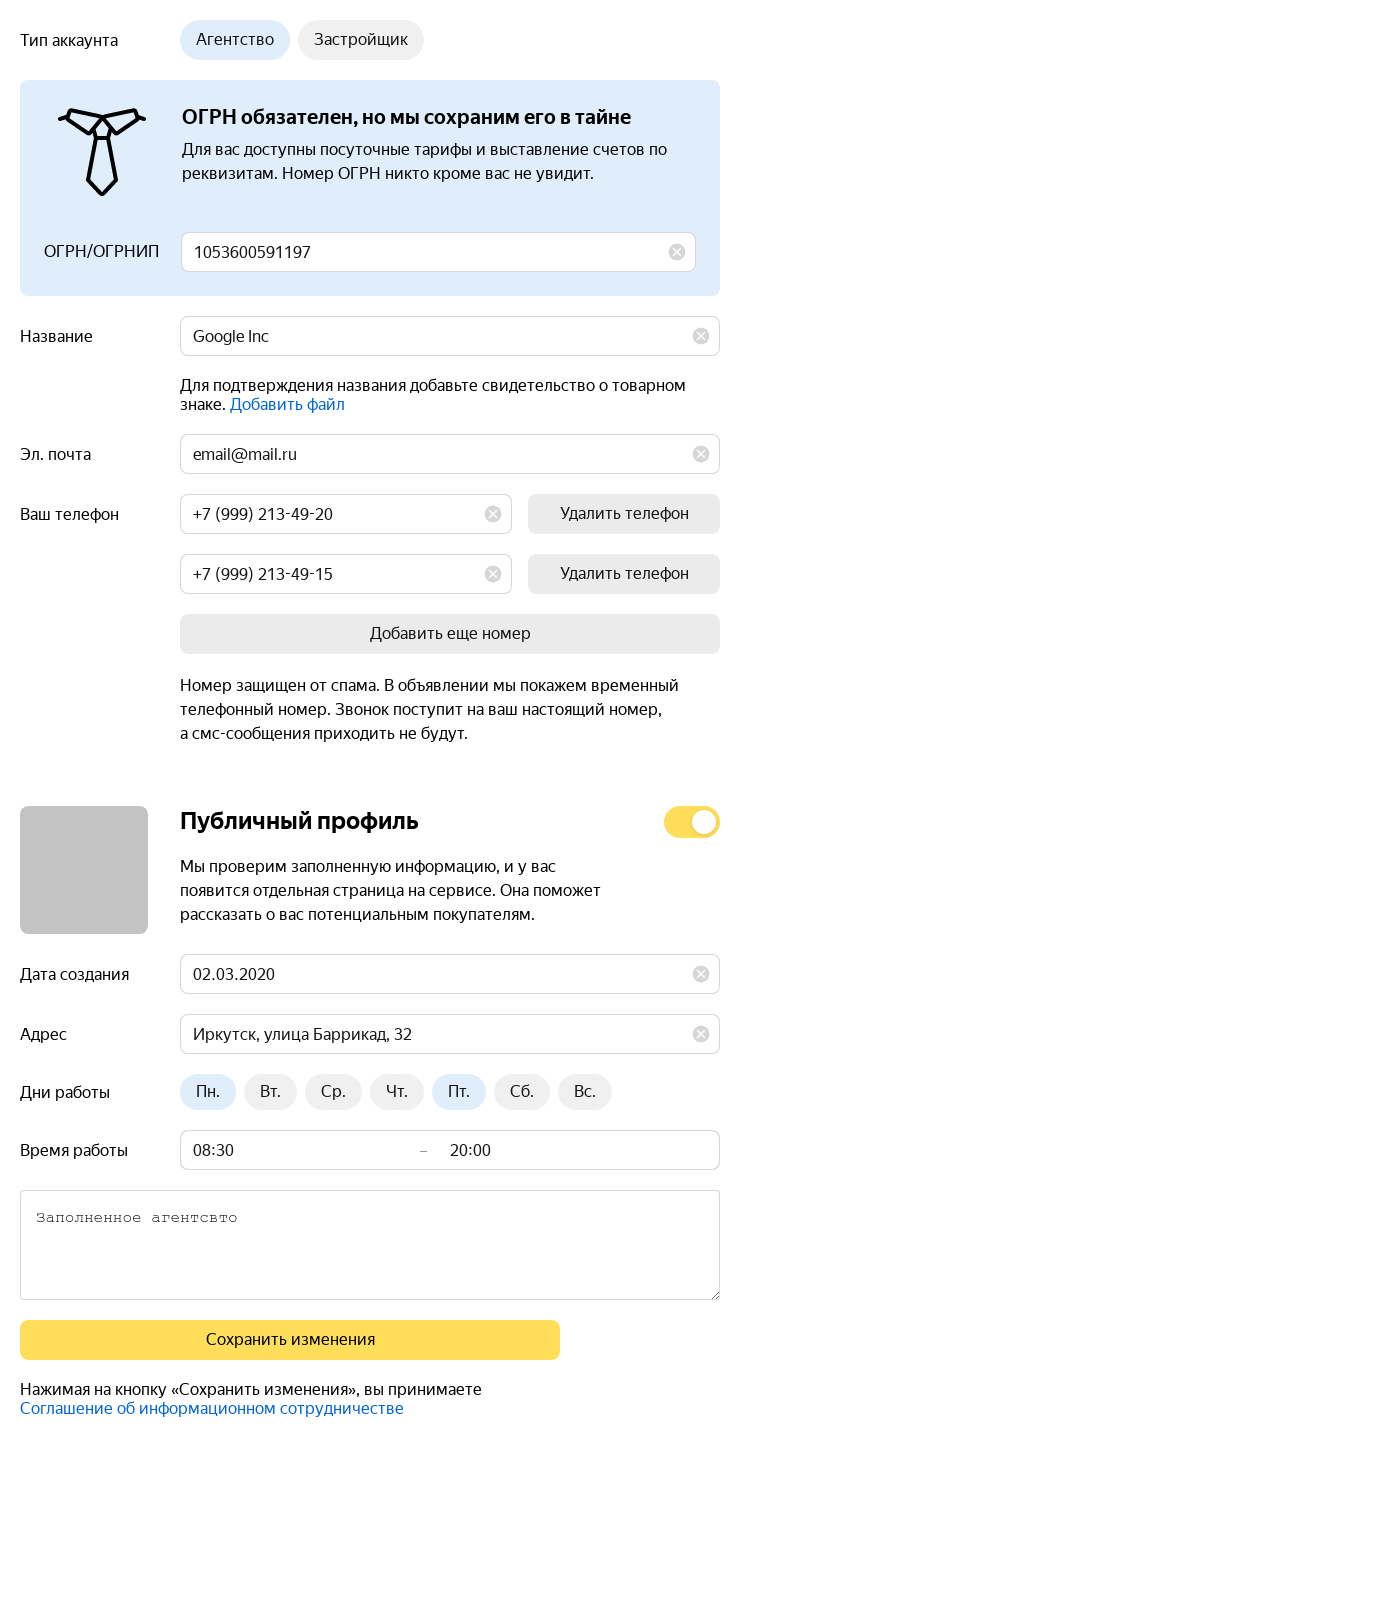 Тип аккаунта
Агентство
Застройщик
ОГРН обязателен, но мы сохраним его в тайне
Для вас доступны посуточные тарифы и выставление счетов по
реквизитам. Номер ОГРН никто кроме вас не увидит.
ОГРН/ОГРНИП
1053600591197
Название
Google Inc
Для подтверждения названия добавьте свидетельство о товарном
знаке. Добавить файл
Эл. почта
email@mail.ru
Ваш телефон
+7 (999) 213-49-20
Удалить телефон
+7 (999) 213-49-15
Удалить телефон
Добавить еще номер
Номер защищен от спама. В объявлении мы покажем временный
телефонный номер. Звонок поступит на ваш настоящий номер,
а смс-сообщения приходить не будут.
Публичный профиль
Мы проверим заполненную информацию, и у вас
появится отдельная страница на сервисе. Она поможет
рассказать о вас потенциальным покупателям.
Дата создания
02.03.2020
Адрес
Иркутск, улица Баррикад, 32
Дни работы
Пн.
Вт.
Ср.
Чт.
Пт.
Сб.
Вс.
Время работы
08:30 – 20:00
Заполненное агентсвто
Сохранить изменения
Нажимая на кнопку «Сохранить изменения», вы принимаете
Соглашение об информационном сотрудничестве